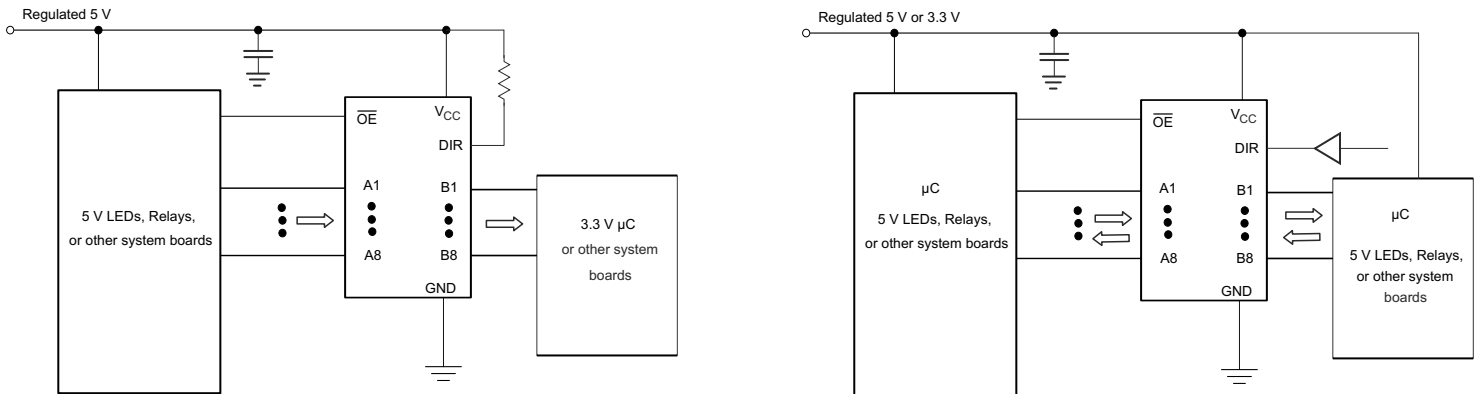 Regulated 5 V
OE
VCC
DIR
A1
B1
5 V LEDs, Relays,
or other system boards
A8
B8
GND
3.3 V µC
or other system
boards
Regulated 5 V or 3.3 V
OE
VCC
DIR
µC
5 V LEDs, Relays,
or other system boards
A1
B1
A8
B8
GND
µC
5 V LEDs, Relays,
or other system
boards